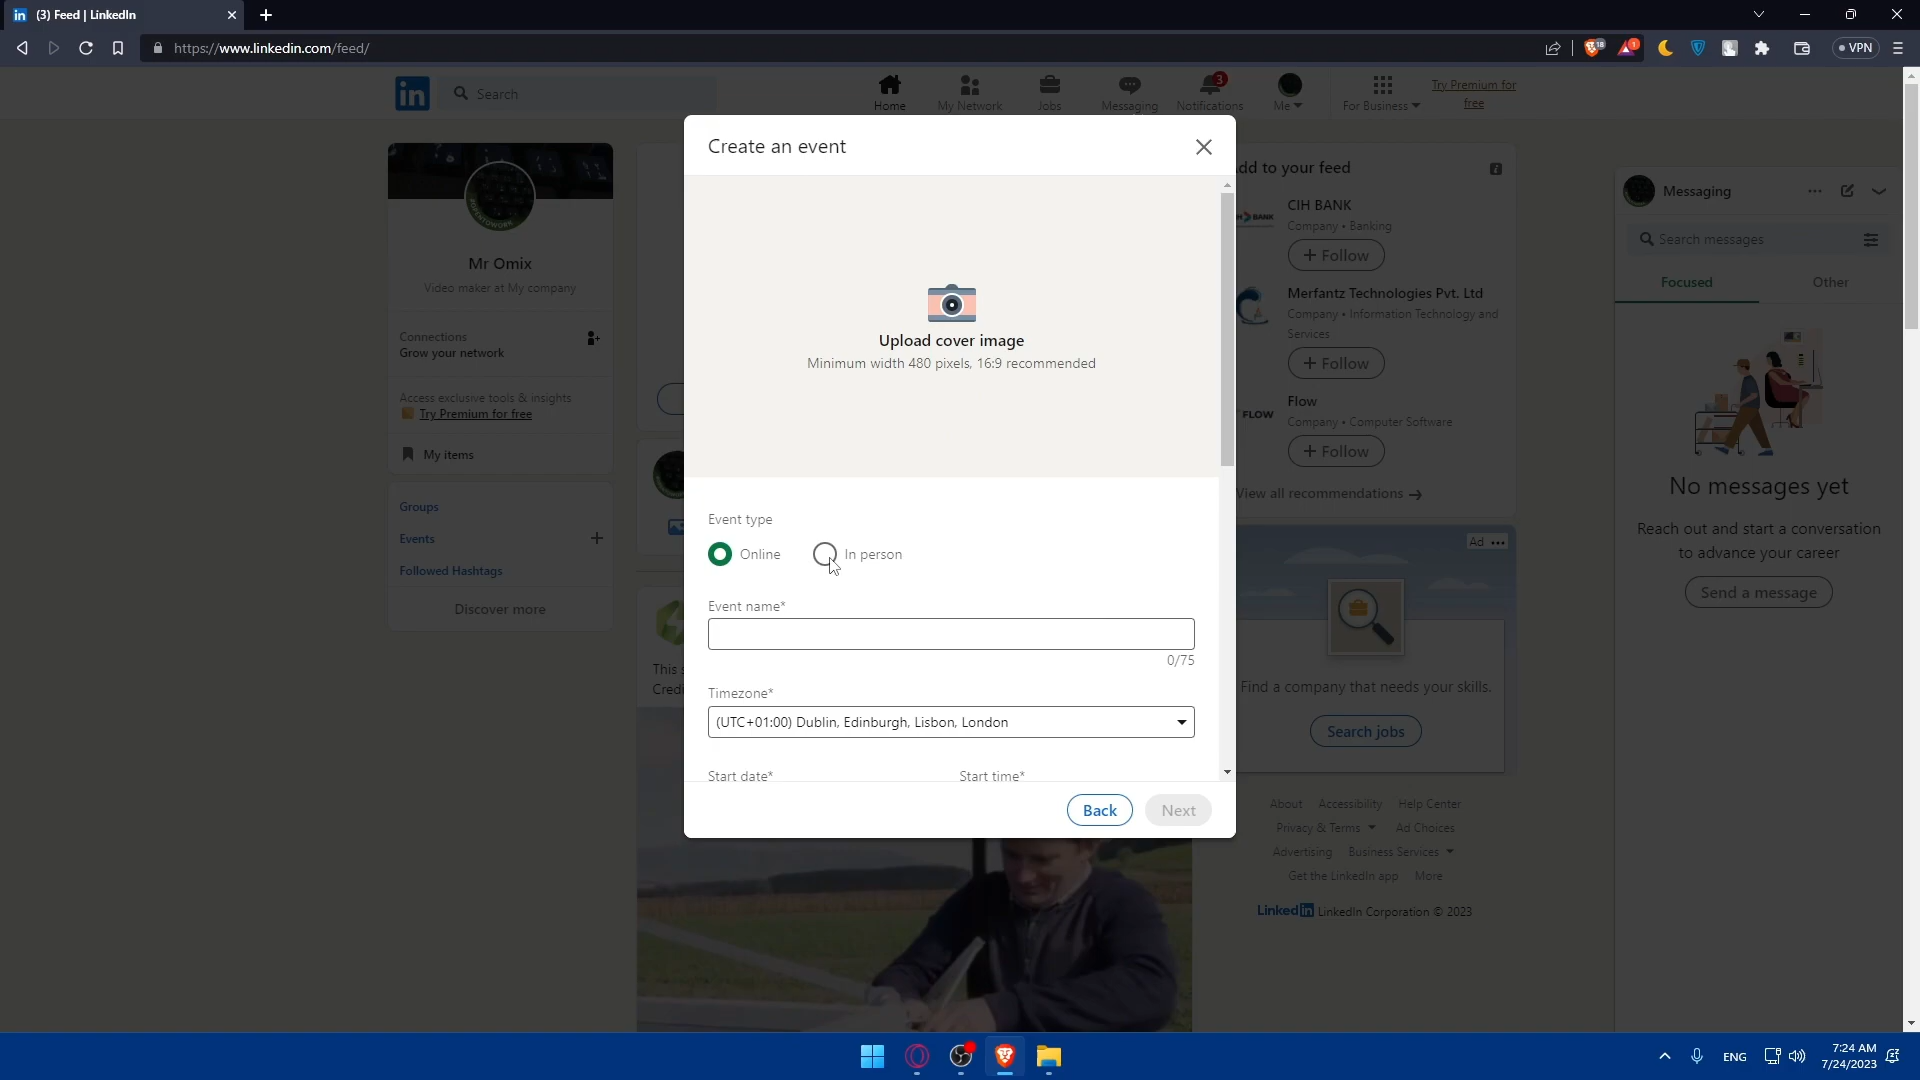 (3) Feed | LinkedIn
https://www.linkedin.com/feed/
18
1
VPN
in
Search
Home
My Network
Jobs
Messaging
3
Notifications
Me
For Business
Try Premium for
free
Mr Omix
Video maker at My company
Connections
Grow your network
Access exclusive tools & insights
Try Premium for free
My items
Groups
Events
Followed Hashtags
Discover more
Create an event
Upload cover image
Minimum width 480 pixels, 16:9 recommended
Event type
Online
In person
Event name*
0/75
Timezone*
(UTC+01:00) Dublin, Edinburgh, Lisbon, London
Start date*
Start time*
Back
Next
This
Credi
dd to your feed
CIH BANK
Company • Banking
+ Follow
Merfantz Technologies Pvt. Ltd
Company • Information Technology and
Services
+ Follow
FLOW
Flow
Company • Computer Software
+ Follow
View all recommendations
Ad
Find a company that needs your skills.
Search jobs
About
Accessibility
Help Center
Privacy & Terms
Ad Choices
Advertising
Business Services
Get the LinkedIn app
More
LinkedIn LinkedIn Corporation © 2023
Messaging
Search messages
Focused
Other
No messages yet
Reach out and start a conversation
to advance your career
Send a message
ENG
7:24 AM
7/24/2023